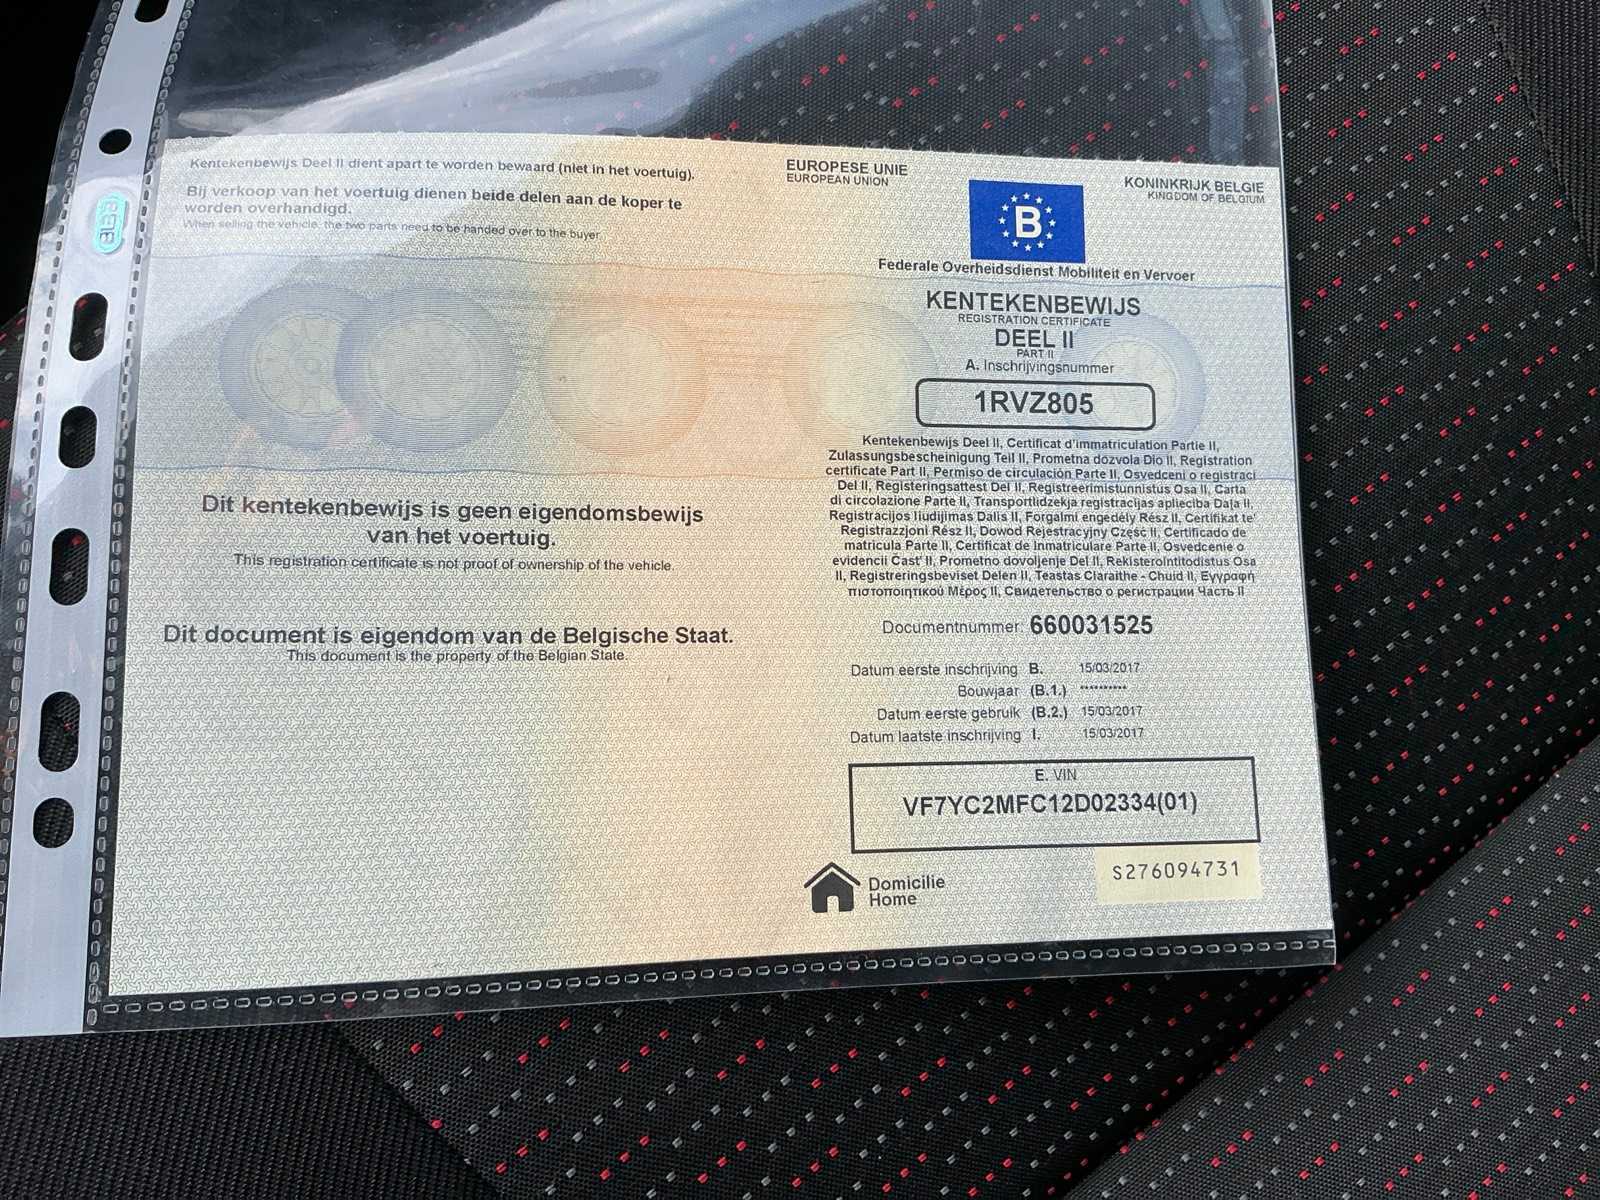 Kentekenbewijs Deel II dient apart te worden bewaard (niet in het voertuig).
Bij verkoop van het voertuig dienen beide delen aan de koper te
worden overhandigd.
When selling the vehicle, the two parts need to be handed over to the buyer
Dit kentekenbewijs is geen eigendomsbewijs
van het voertuig.
This registration certificate is not proof of ownership of the vehicle.
Dit document is eigendom van de Belgische Staat.
This document is the property of the Belgian State.
EUROPESE UNIE
EUROPEAN UNION
B
KONINKRIJK BELGIE
KINGDOM OF BELGIUM
Federale Overheidsdienst Mobiliteit en Vervoer
KENTEKENBEWIJS
REGISTRATION CERTIFICATE
DEEL II
PART II
A. Inschrijvingsnummer
1RVZ805
Kentekenbewijs Deel II, Certificat d'immatriculation Partie II,
Zulassungsbescheinigung Teil II, Prometna dozvola Dio II, Registration
certificate Part II, Permiso de circulación Parte II, Osvedceni o registraci
Del II, Registeringsattest Del II, Registreerimistunnistus Osa II, Carta
di circolazione Parte II, Transportlidzekja registracijas aplieciba Daja II,
Registracijos liudijimas Dalis II, Forgalmi engedély Rész II, Certifikat te'
Registrazzjoni Rész II, Dowod Rejestracyjny Część II, Certificado de
matricula Parte II, Certificat de Inmatriculare Parte II, Osvedcenie o
evidencii Časť II, Prometno dovoljenje Del II, Rekisterointitodistus Osa
II, Registreringsbeviset Delen II, Teastas Claraithe - Chuid II, Εγγραφή
πιστοποιητικού Μέρος II, Свидетельство о регистрации Часть II
Documentnummer: 660031525
Datum eerste inschrijving B. 15/03/2017
Bouwjaar (B.1.) **********
Datum eerste gebruik (B.2.) 15/03/2017
Datum laatste inschrijving I. 15/03/2017
E. VIN
VF7YC2MFC12D02334(01)
Domicilie
Home
S276094731